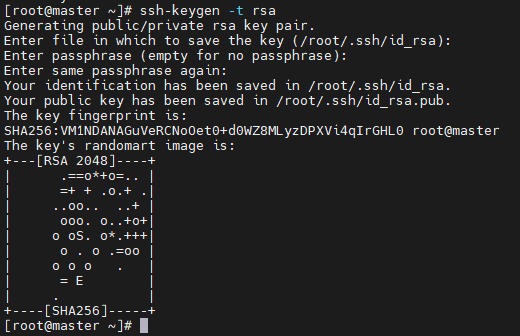 [root@master ~]# ssh-keygen -t rsa
Generating public/private rsa key pair.
Enter file in which to save the key (/root/.ssh/id_rsa):
Enter passphrase (empty for no passphrase):
Enter same passphrase again:
Your identification has been saved in /root/.ssh/id_rsa.
Your public key has been saved in /root/.ssh/id_rsa.pub.
The key fingerprint is:
SHA256:VM1NDANAGuVeRCNoOet0+d0WZ8MLyzDPXVi4qIrGHL0 root@master
The key's randomart image is:
+---[RSA 2048]----+
|      .==o*+o=.. |
|      =+ + .o.+ .|
|     ..oo..  ..+ |
|      ooo. o..+o+|
|     o oS. o*.+++|
|      o . o .=oo |
|     o o o   .   |
|      = E        |
|     .           |
+----[SHA256]-----+
[root@master ~]#